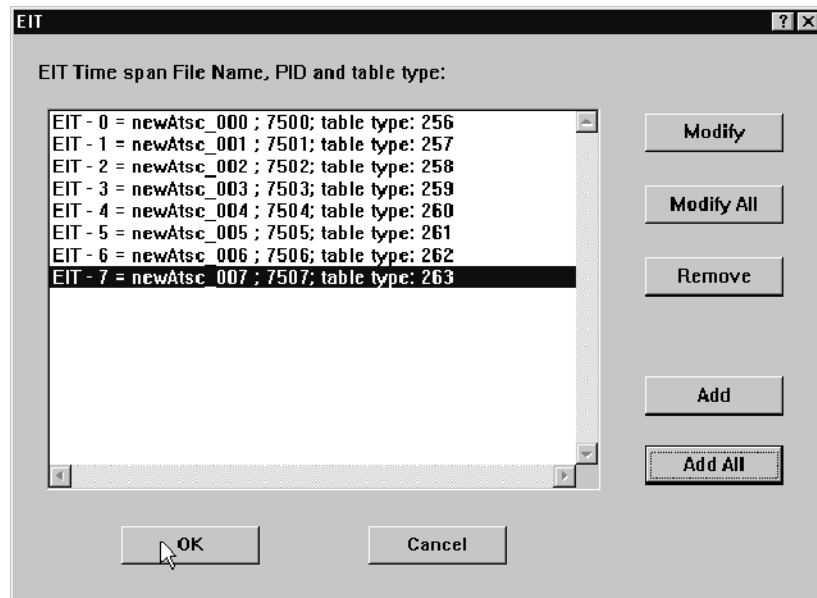 EIT
EIT Time span File Name, PID and table type:
EIT - 0 = newAtsc_000 ; 7500; table type: 256
EIT - 1 = newAtsc_001 ; 7501; table type: 257
EIT - 2 = newAtsc_002 ; 7502; table type: 258
EIT - 3 = newAtsc_003 ; 7503; table type: 259
EIT - 4 = newAtsc_004 ; 7504; table type: 260
EIT - 5 = newAtsc_005 ; 7505; table type: 261
EIT - 6 = newAtsc_006 ; 7506; table type: 262
EIT - 7 = newAtsc_007 ; 7507; table type: 263
Modify
Modify All
Remove
Add
Add All
OK
Cancel